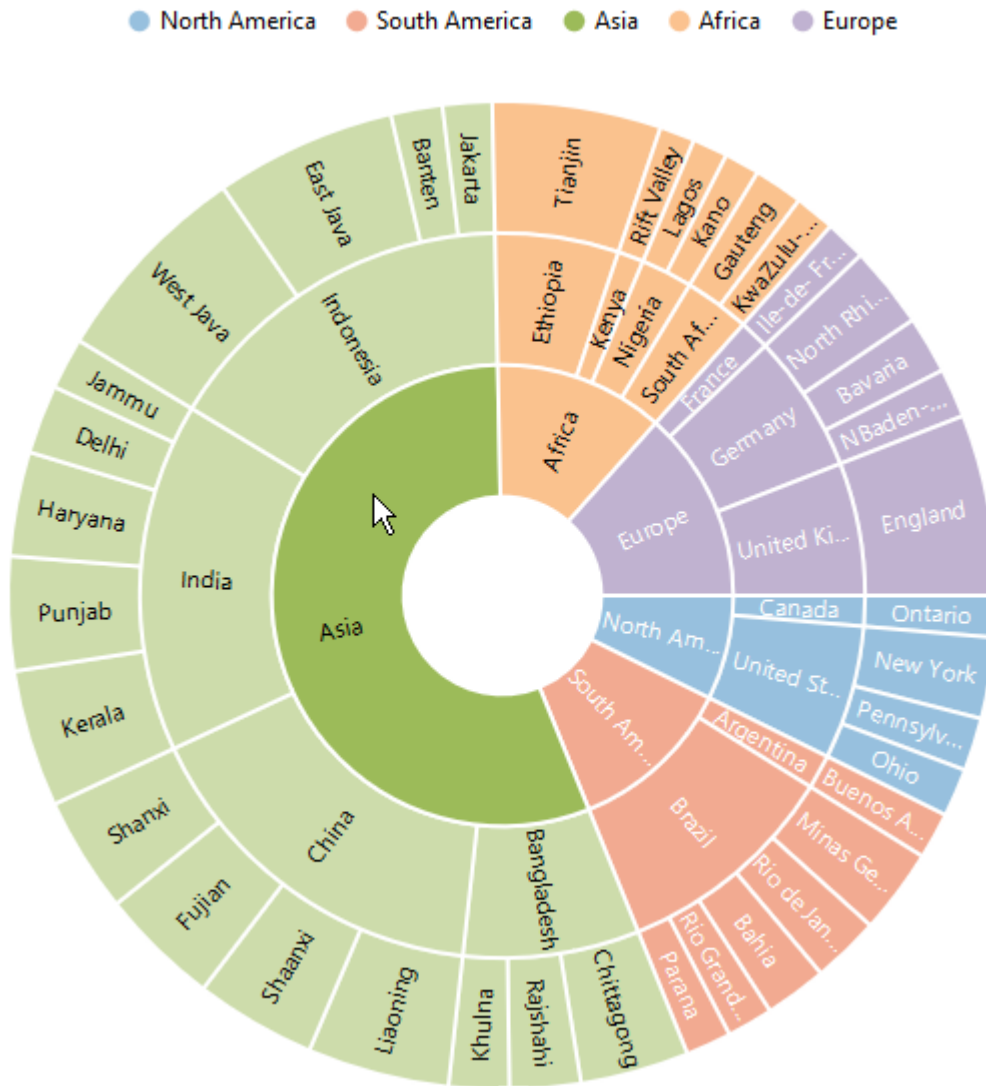 North America South America Asia Africa Europe
Jakarta
Banten
East Java
West Java
Jammu
Delhi
Haryana
Punjab
Kerala
Shanxi
Fujian
Shaanxi
Liaoning
Khulna
Rajshahi
Chittagong
Parana
Rio Grand...
Bahia
Rio de Jan...
Minas Ge...
Buenos A...
Ohio
Pennsylv...
New York
Ontario
England
NBaden-...
Bavaria
North Rhi...
Ile-de- Fr...
KwaZulu-...
Gauteng
Kano
Lagos
Rift Valley
Tianjin
Indonesia
India
China
Bangladesh
Brazil
Argentina
United St...
Canada
United Ki...
Germany
France
South Af...
Nigeria
Kenya
Ethiopia
Asia
South Am...
North Am...
Europe
Africa